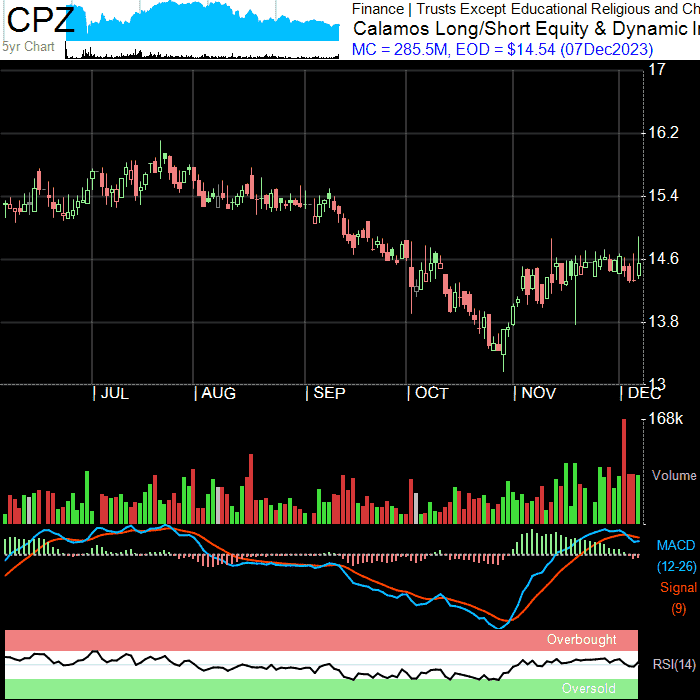 CPZ
5yr Chart
Finance | Trusts Except Educational Religious and Ch
Calamos Long/Short Equity & Dynamic I
MC = 285.5M, EOD = $14.54 (07Dec2023)
17
16.2
15.4
14.6
13.8
13
| JUL | AUG | SEP | OCT | NOV | DEC
168k
Volume
MACD
(12-26)
Signal
(9)
Overbought
RSI(14)
Oversold